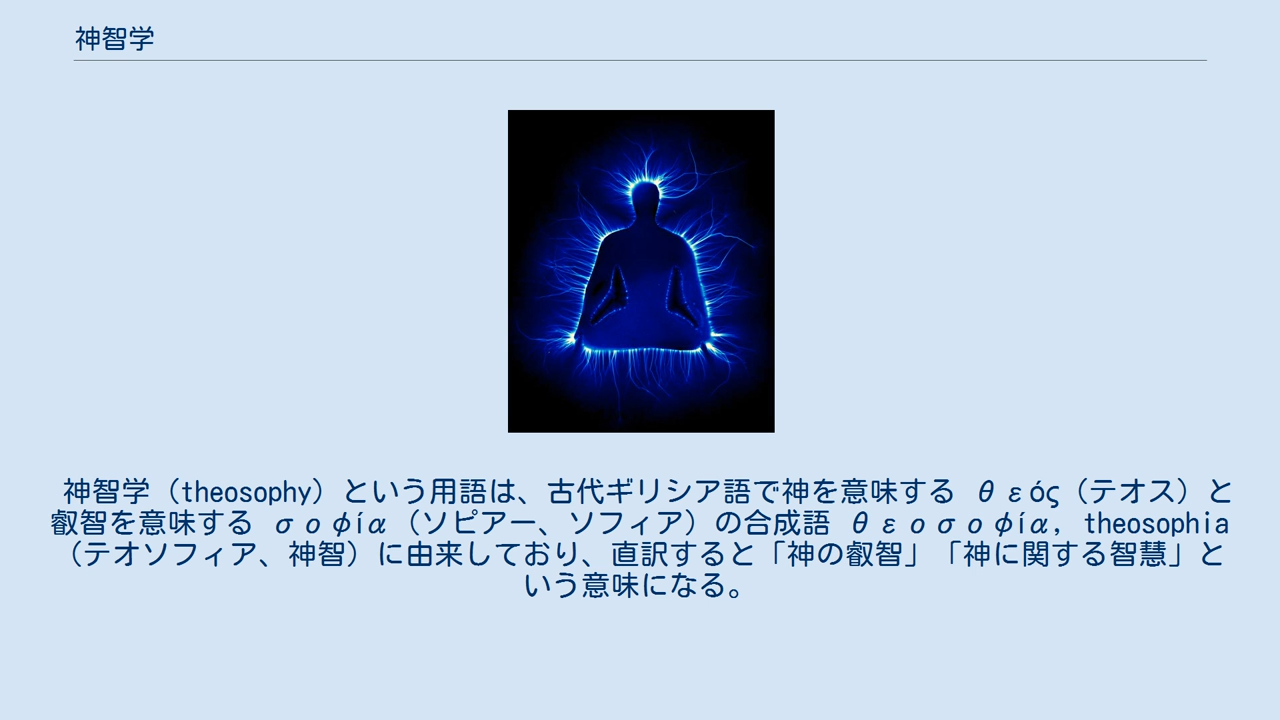 神智学
神智学（theosophy）という用語は、古代ギリシア語で神を意味する θεός（テオス）と
叡智を意味する σοφία（ソピアー、ソフィア）の合成語 θεοσοφία, theosophia
（テオソフィア、神智）に由来しており、直訳すると「神の叡智」「神に関する智慧」と
いう意味になる。